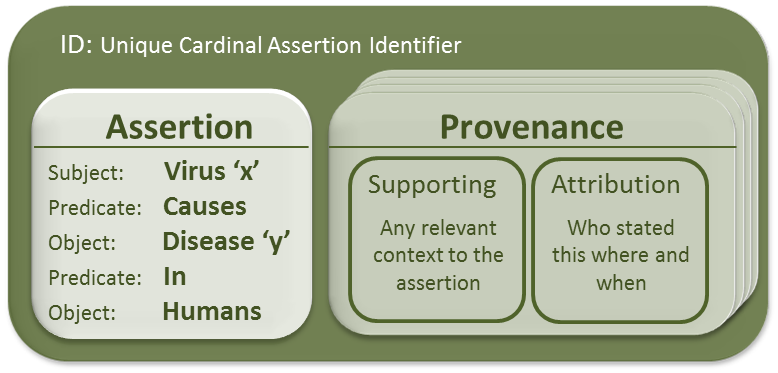 ID: Unique Cardinal Assertion Identifier
Assertion
Subject: Virus ‘x’
Predicate: Causes
Object: Disease ‘y’
Predicate: In
Object: Humans
Provenance
Supporting
Any relevant
context to the
assertion
Attribution
Who stated
this where and
when